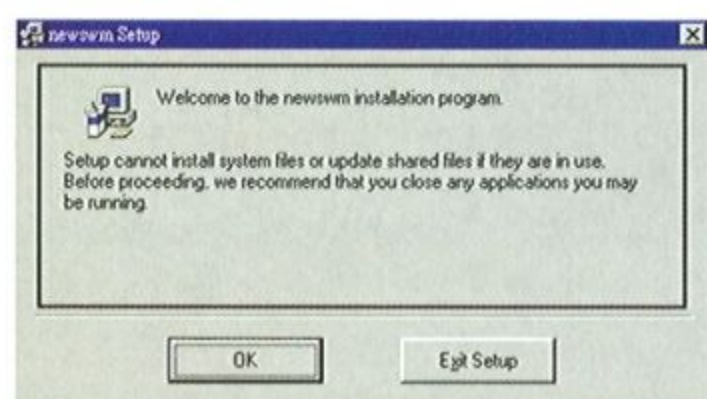 newswm Setup
Welcome to the newswm installation program.
Setup cannot install system files or update shared files if they are in use.
Before proceeding, we recommend that you close any applications you may
be running.
OK
Exit Setup